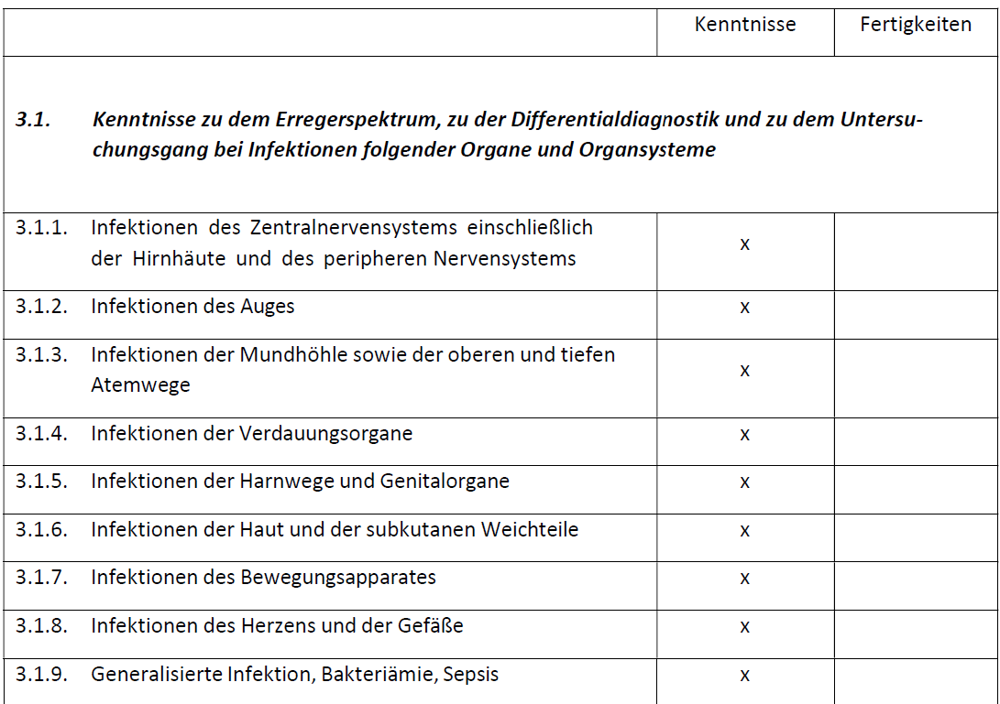 Kenntnisse Fertigkeiten
3.1. Kenntnisse zu dem Erregerspektrum, zu der Differentialdiagnostik und zu dem Untersu-
chungsgang bei Infektionen folgender Organe und Organsysteme
3.1.1. Infektionen des Zentralnervensystems einschließlich
der Hirnhäute und des peripheren Nervensystems x
3.1.2. Infektionen des Auges x
3.1.3. Infektionen der Mundhöhle sowie der oberen und tiefen
Atemwege x
3.1.4. Infektionen der Verdauungsorgane x
3.1.5. Infektionen der Harnwege und Genitalorgane x
3.1.6. Infektionen der Haut und der subkutanen Weichteile x
3.1.7. Infektionen des Bewegungsapparates x
3.1.8. Infektionen des Herzens und der Gefäße x
3.1.9. Generalisierte Infektion, Bakteriämie, Sepsis x